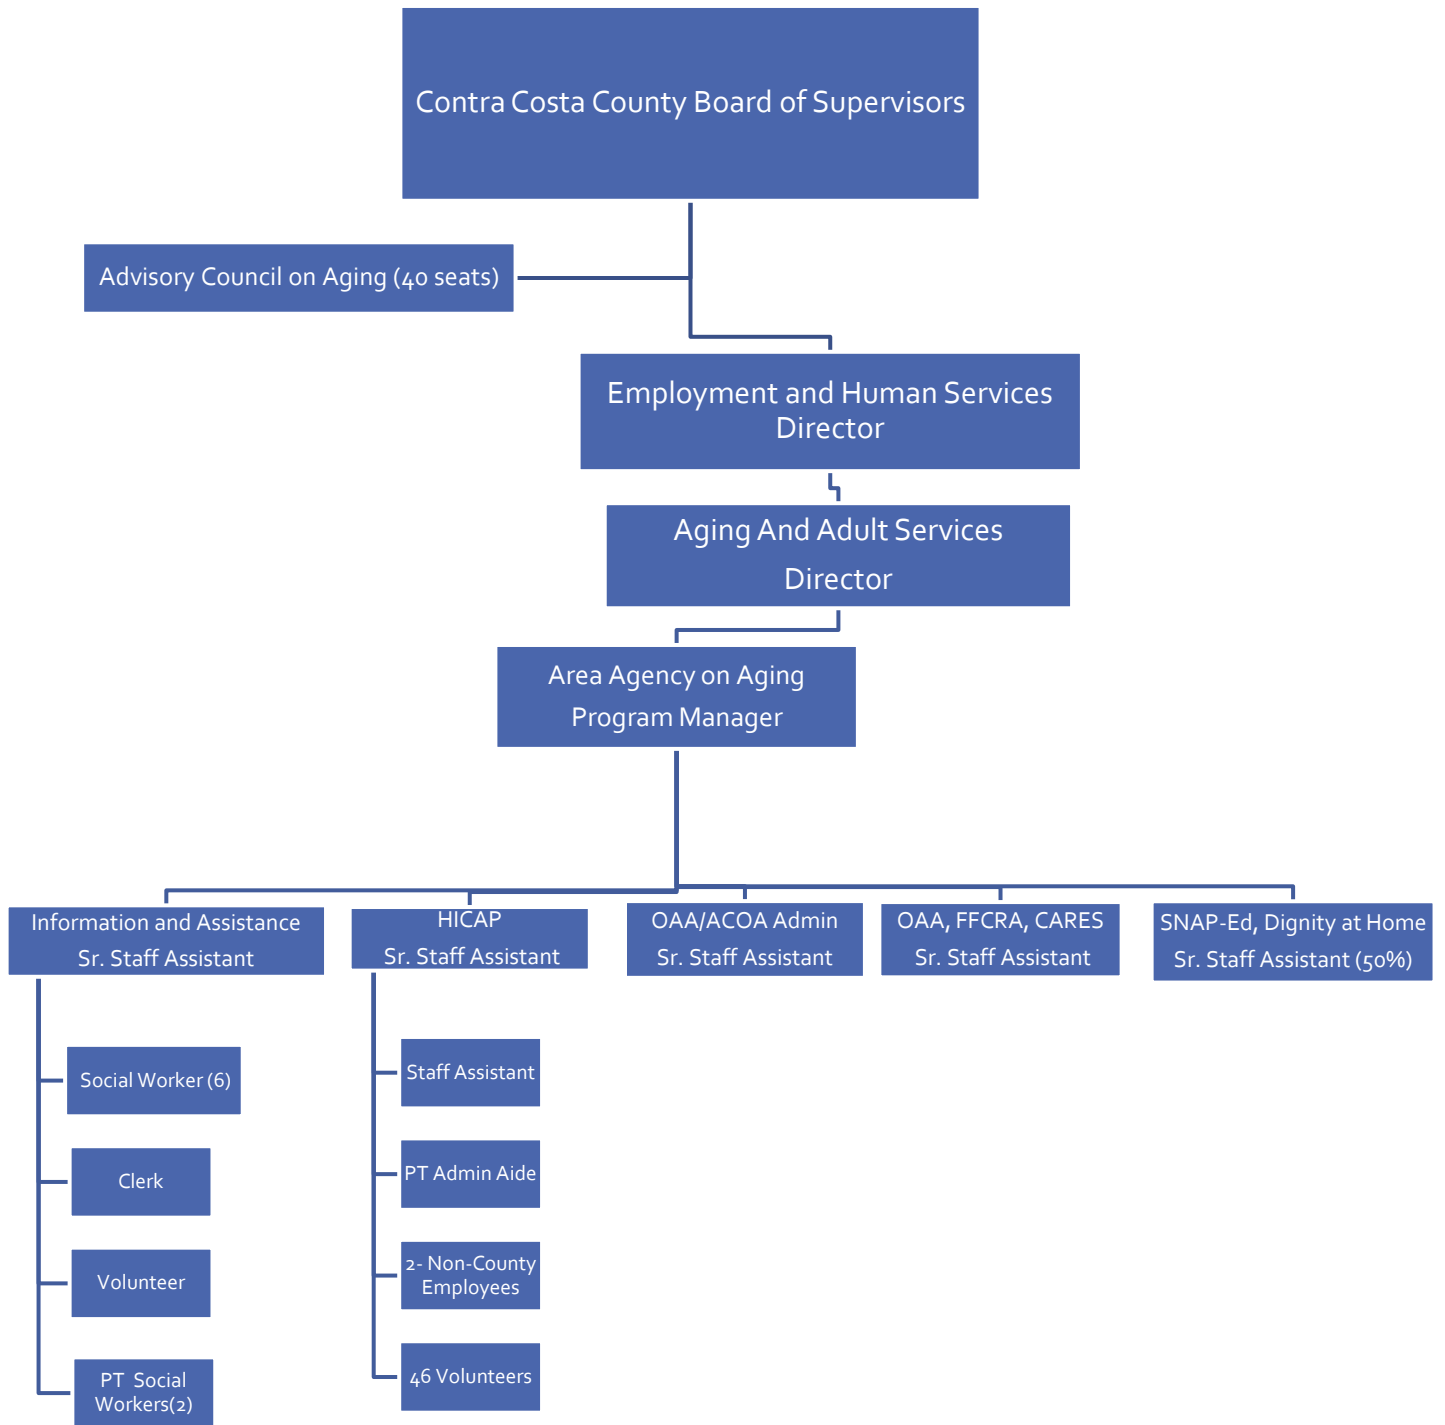 Contra Costa County Board of Supervisors
Advisory Council on Aging (40 seats)
Employment and Human Services
Director
Aging And Adult Services
Director
Area Agency on Aging
Program Manager
Information and Assistance
Sr. Staff Assistant
HICAP
Sr. Staff Assistant
OAA/ACOA Admin
Sr. Staff Assistant
OAA, FFCRA, CARES
Sr. Staff Assistant
SNAP-Ed, Dignity at Home
Sr. Staff Assistant (50%)
Social Worker (6)
Clerk
Volunteer
PT Social
Workers(2)
Staff Assistant
PT Admin Aide
2- Non-County
Employees
46 Volunteers